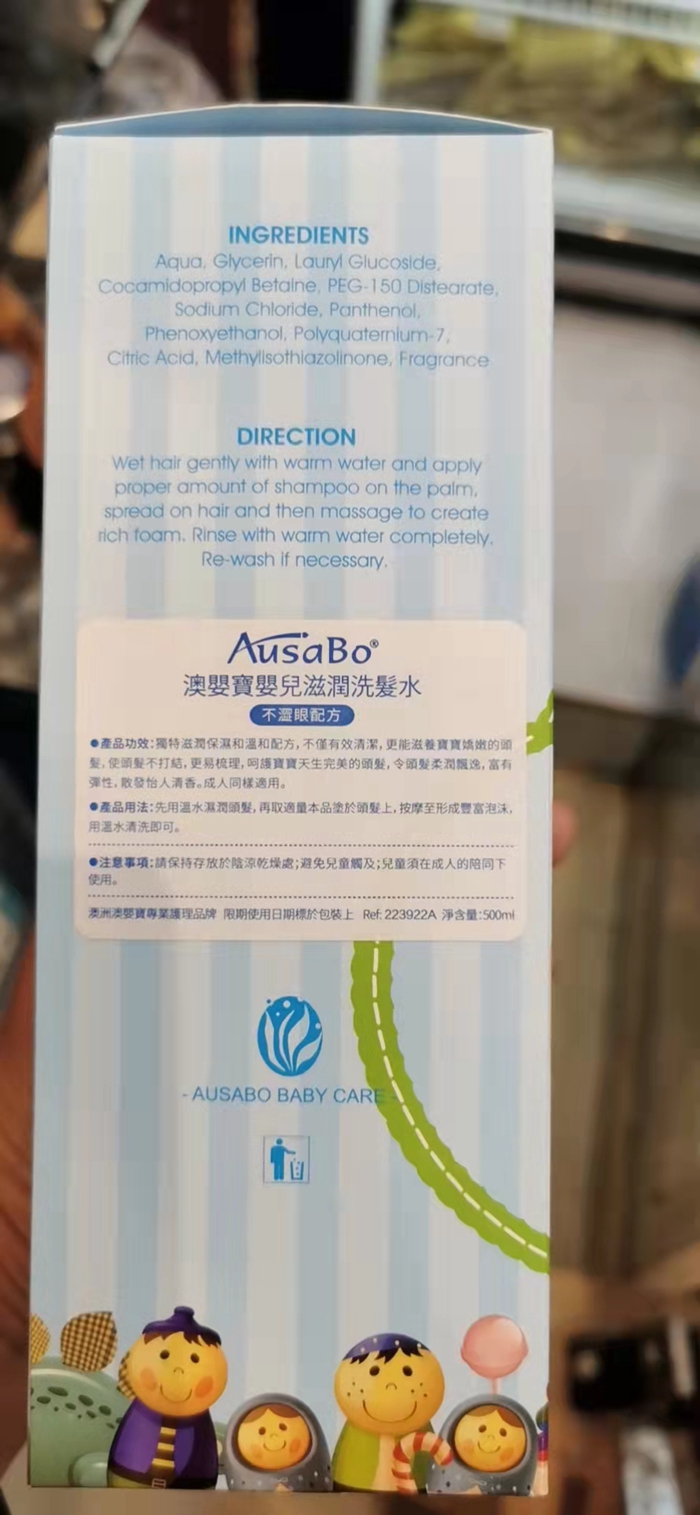 INGREDIENTS
Aqua, Glycerin, Lauryl Glucoside,
Cocamidopropyl Betaine, PEG-150 Distearate,
Sodium Chloride, Panthenol,
Phenoxyethanol, Polyquaternium-7,
Citric Acid, Methylisothiazolinone, Fragrance
DIRECTION
Wet hair gently with warm water and apply
proper amount of shampoo on the palm,
spread on hair and then massage to create
rich foam. Rinse with warm water completely.
Re-wash if necessary.
AusaBo®
澳嬰寶嬰兒滋潤洗髮水
不澀眼配方
●產品功效:獨特滋潤保濕和溫和配方,不僅有效清潔,更能滋養寶寶嬌嫩的頭
髮,使頭髮不打結,更易梳理,呵護寶寶天生完美的頭髮,令頭髮柔潤飄逸,富有
彈性,散發怡人清香。成人同樣適用。
●產品用法:先用溫水濕潤頭髮,再取適量本品塗於頭髮上,按摩至形成豐富泡沫,
用溫水清洗即可。
●注意事項:請保持存放於陰涼乾燥處;避免兒童觸及;兒童須在成人的陪同下
使用。
澳洲澳嬰寶專業護理品牌 限期使用日期標於包裝上 Ref: 223922A 淨含量:500ml
- AUSABO BABY CARE -